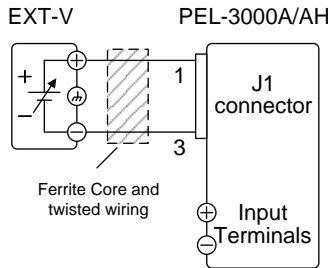 EXT-V
PEL-3000A/AH
+
-
+
-
1
3
J1
connector
Ferrite Core and
twisted wiring
+
Input
-
Terminals